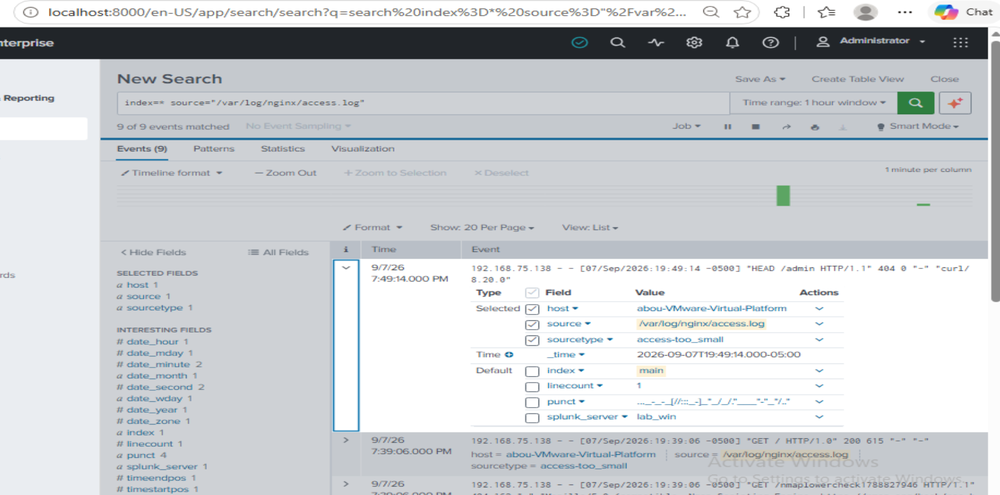 localhost:8000/en-US/app/search/search?q=search%20index%3D*%20source%3D"%2Fvar%2... Chat
nterprise Administrator
New Search Save As Create Table View Close
& Reporting
index=* source="/var/log/nginx/access.log" Time range: 1 hour window
9 of 9 events matched No Event Sampling Job Smart Mode
Events (9) Patterns Statistics Visualization
Timeline format — Zoom Out + Zoom to Selection × Deselect 1 minute per column
Format Show: 20 Per Page View: List
< Hide Fields All Fields i Time Event
SELECTED FIELDS
a host 1
a source 1
a sourcetype 1
INTERESTING FIELDS
# date_hour 1
# date_mday 1
# date_minute 2
a date_month 1
# date_second 2
a date_wday 1
# date_year 1
# date_zone 1
a index 1
# linecount 1
a punct 4
a splunk_server 1
# timeendpos 1
# timestartpos 1
rds
9/7/26
7:49:14.000 PM
192.168.75.138 - - [07/Sep/2026:19:49:14 -0500] "HEAD /admin HTTP/1.1" 404 0 "-" "curl/
8.20.0"
Type Field Value Actions
Selected host abou-VMware-Virtual-Platform
source /var/log/nginx/access.log
sourcetype access-too_small
Time _time 2026-09-07T19:49:14.000-05:00
Default index main
linecount 1
punct
splunk_server lab_win
9/7/26
7:39:06.000 PM
192.168.75.138 - - [07/Sep/2026:19:39:06 -0500] "GET / HTTP/1.0" 200 615 "-" "-"
host = abou-VMware-Virtual-Platform source = /var/log/nginx/access.log
sourcetype = access-too_small
Activate Windows
Go to Settings to activate Windows.
9/7/26
7:39:06.000 PM
192.168.75.138 - - [07/Sep/2026:19:39:06 -0500] "GET /nmaplowercheck1788827946 HTTP/1.1"